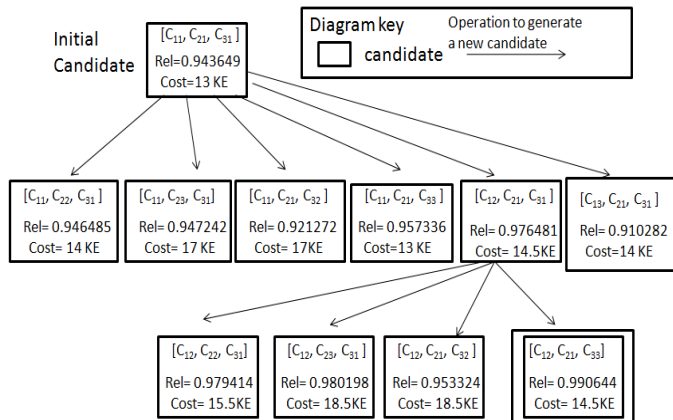 Initial
Candidate
[C11, C21, C31 ]
Rel=0.943649
Cost=13 KE
Diagram key
candidate
Operation to generate
a new candidate
[C11, C22, C31 ]
Rel= 0.946485
Cost= 14 KE
[C11, C23, C31]
Rel= 0.947242
Cost= 17 KE
[C11, C21, C32 ]
Rel= 0.921272
Cost= 17KE
[C11, C21, C33 ]
Rel= 0.957336
Cost= 13 KE
[C12, C21, C31 ]
Rel= 0.976481
Cost= 14.5KE
[C13, C21, C31 ]
Rel= 0.910282
Cost= 14 KE
[C12, C22, C31 ]
Rel= 0.979414
Cost= 15.5KE
[C12, C23, C31 ]
Rel= 0.980198
Cost= 18.5KE
[C12, C21, C32 ]
Rel= 0.953324
Cost= 18.5KE
[C12, C21, C33]
Rel= 0.990644
Cost= 14.5KE